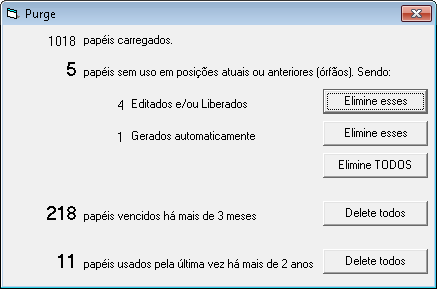 Purge
1018 papéis carregados.
5 papéis sem uso em posições atuais ou anteriores (órfãos). Sendo:
4 Editados e/ou Liberados Elimine esses
1 Gerados automaticamente Elimine esses
Elimine TODOS
218 papéis vencidos há mais de 3 meses Delete todos
11 papéis usados pela última vez há mais de 2 anos Delete todos